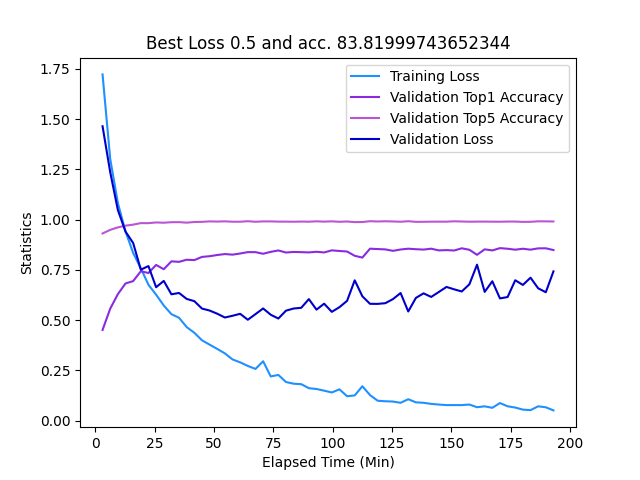 Best Loss 0.5 and acc. 83.81999743652344
Training Loss
Validation Top1 Accuracy
Validation Top5 Accuracy
Validation Loss
1.75
1.50
1.25
1.00
0.75
0.50
0.25
0.00
Statistics
0 25 50 75 100 125 150 175 200
Elapsed Time (Min)